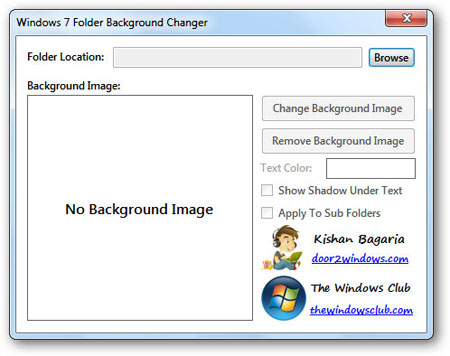 Windows 7 Folder Background Changer
Folder Location:
Browse
Background Image:
No Background Image
Change Background Image
Remove Background Image
Text Color:
Show Shadow Under Text
Apply To Sub Folders
Kishan Bagaria
door2windows.com
The Windows Club
thewindowsclub.com